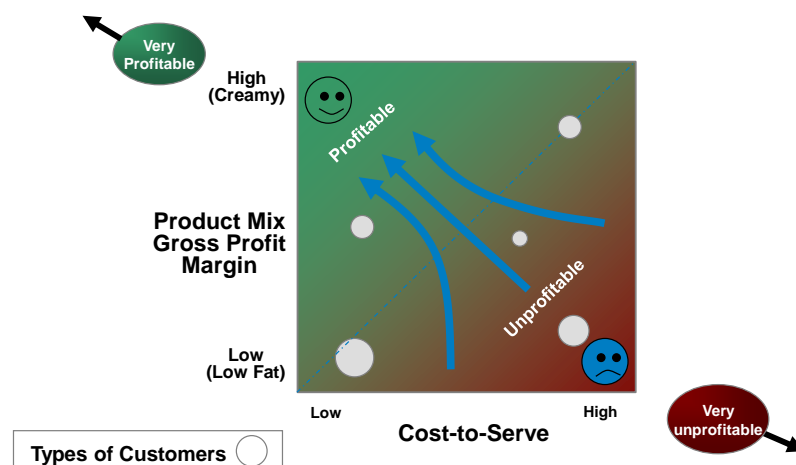 Very
Profitable
High
(Creamy)
Profitable
Product Mix
Gross Profit
Margin
Unprofitable
Low
(Low Fat)
Low
High
Cost-to-Serve
Very
unprofitable
Types of Customers